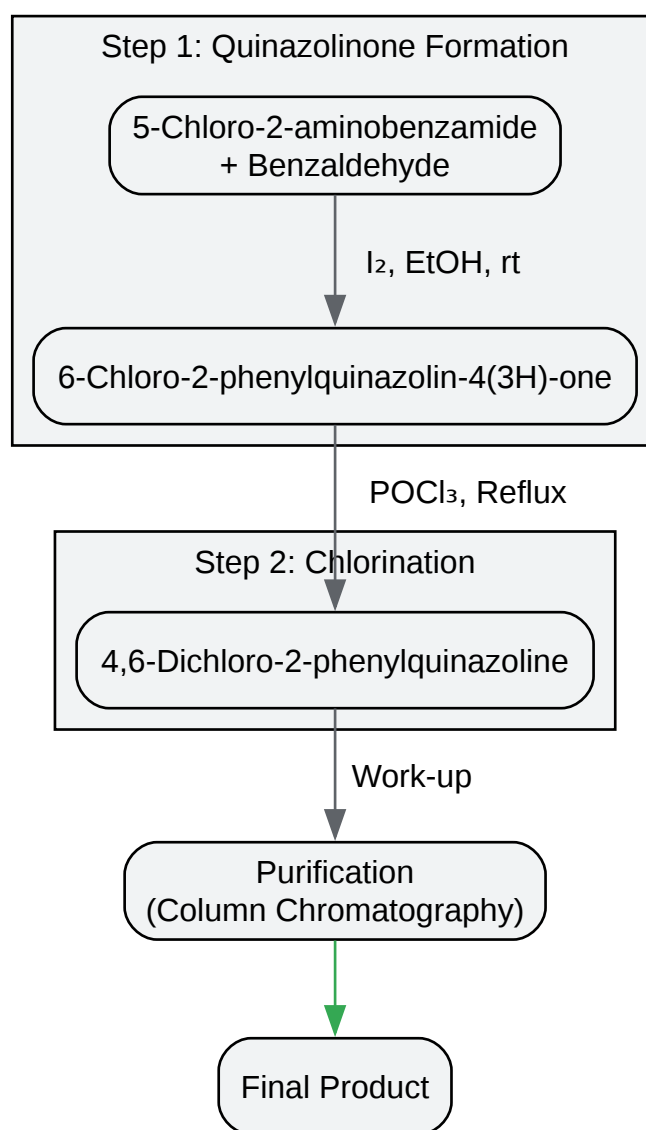 Step 1: Quinazolinone Formation
5-Chloro-2-aminobenzamide
+ Benzaldehyde
I₂, EtOH, rt
6-Chloro-2-phenylquinazolin-4(3H)-one
POCl₃, Reflux
Step 2: Chlorination
4,6-Dichloro-2-phenylquinazoline
Work-up
Purification
(Column Chromatography)
Final Product